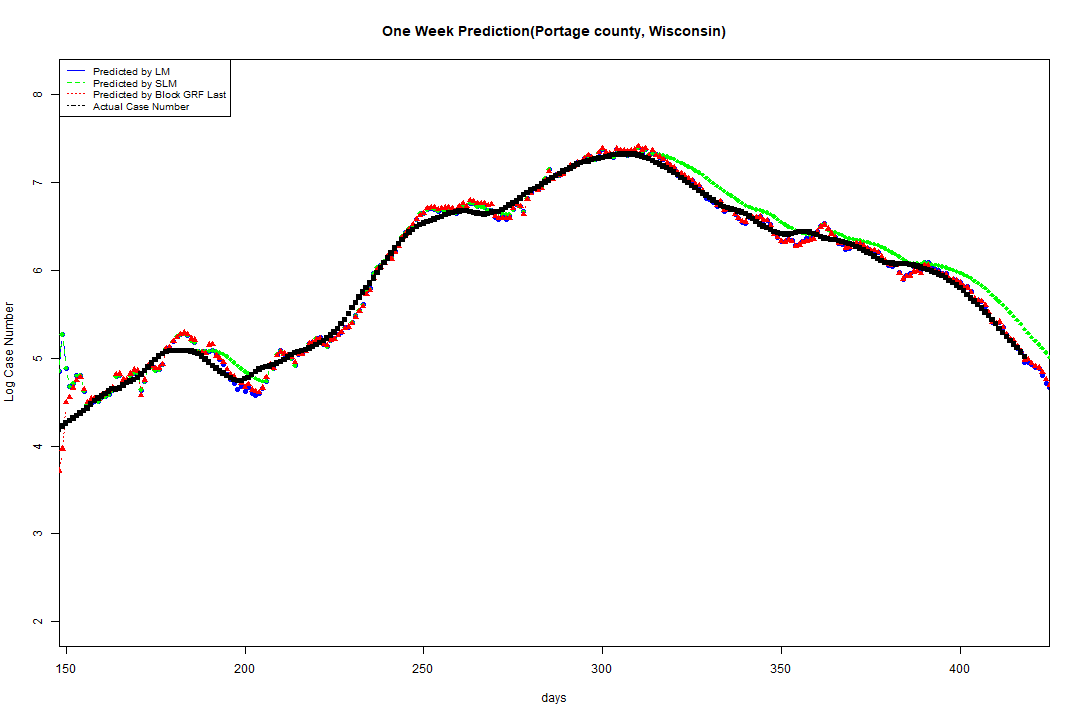 One Week Prediction(Portage county, Wisconsin)
Predicted by LM
Predicted by SLM
Predicted by Block GRF Last
Actual Case Number
8
7
6
5
4
3
2
Log Case Number
150 200 250 300 350 400
days